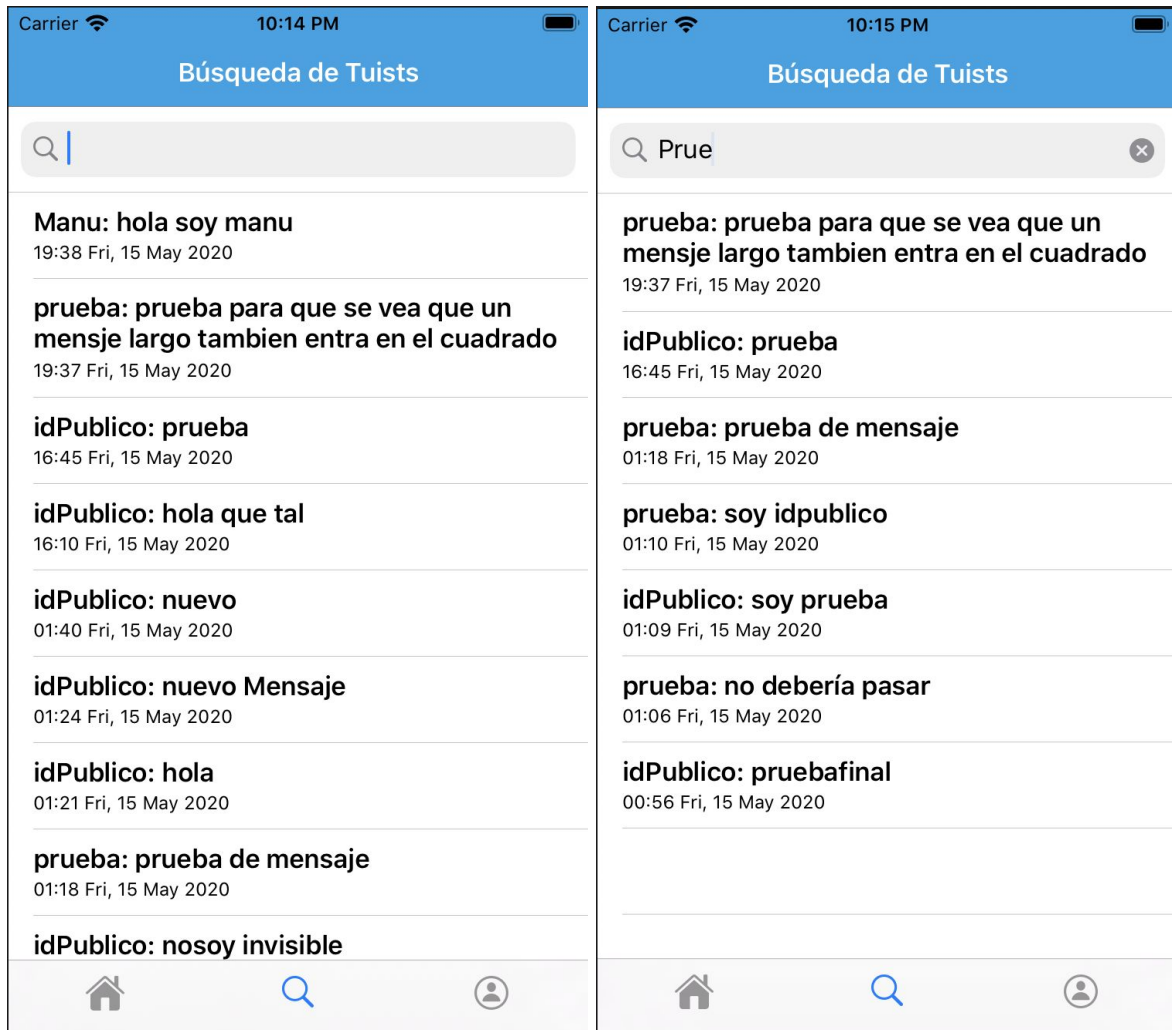 Carrier 10:14 PM
Búsqueda de Tuists
Manu: hola soy manu
19:38 Fri, 15 May 2020
prueba: prueba para que se vea que un
mensje largo tambien entra en el cuadrado
19:37 Fri, 15 May 2020
idPublico: prueba
16:45 Fri, 15 May 2020
idPublico: hola que tal
16:10 Fri, 15 May 2020
idPublico: nuevo
01:40 Fri, 15 May 2020
idPublico: nuevo Mensaje
01:24 Fri, 15 May 2020
idPublico: hola
01:21 Fri, 15 May 2020
prueba: prueba de mensaje
01:18 Fri, 15 May 2020
idPublico: nosoy invisible
Carrier 10:15 PM
Búsqueda de Tuists
Prue
prueba: prueba para que se vea que un
mensje largo tambien entra en el cuadrado
19:37 Fri, 15 May 2020
idPublico: prueba
16:45 Fri, 15 May 2020
prueba: prueba de mensaje
01:18 Fri, 15 May 2020
prueba: soy idpublico
01:10 Fri, 15 May 2020
idPublico: soy prueba
01:09 Fri, 15 May 2020
prueba: no debería pasar
01:06 Fri, 15 May 2020
idPublico: pruebafinal
00:56 Fri, 15 May 2020